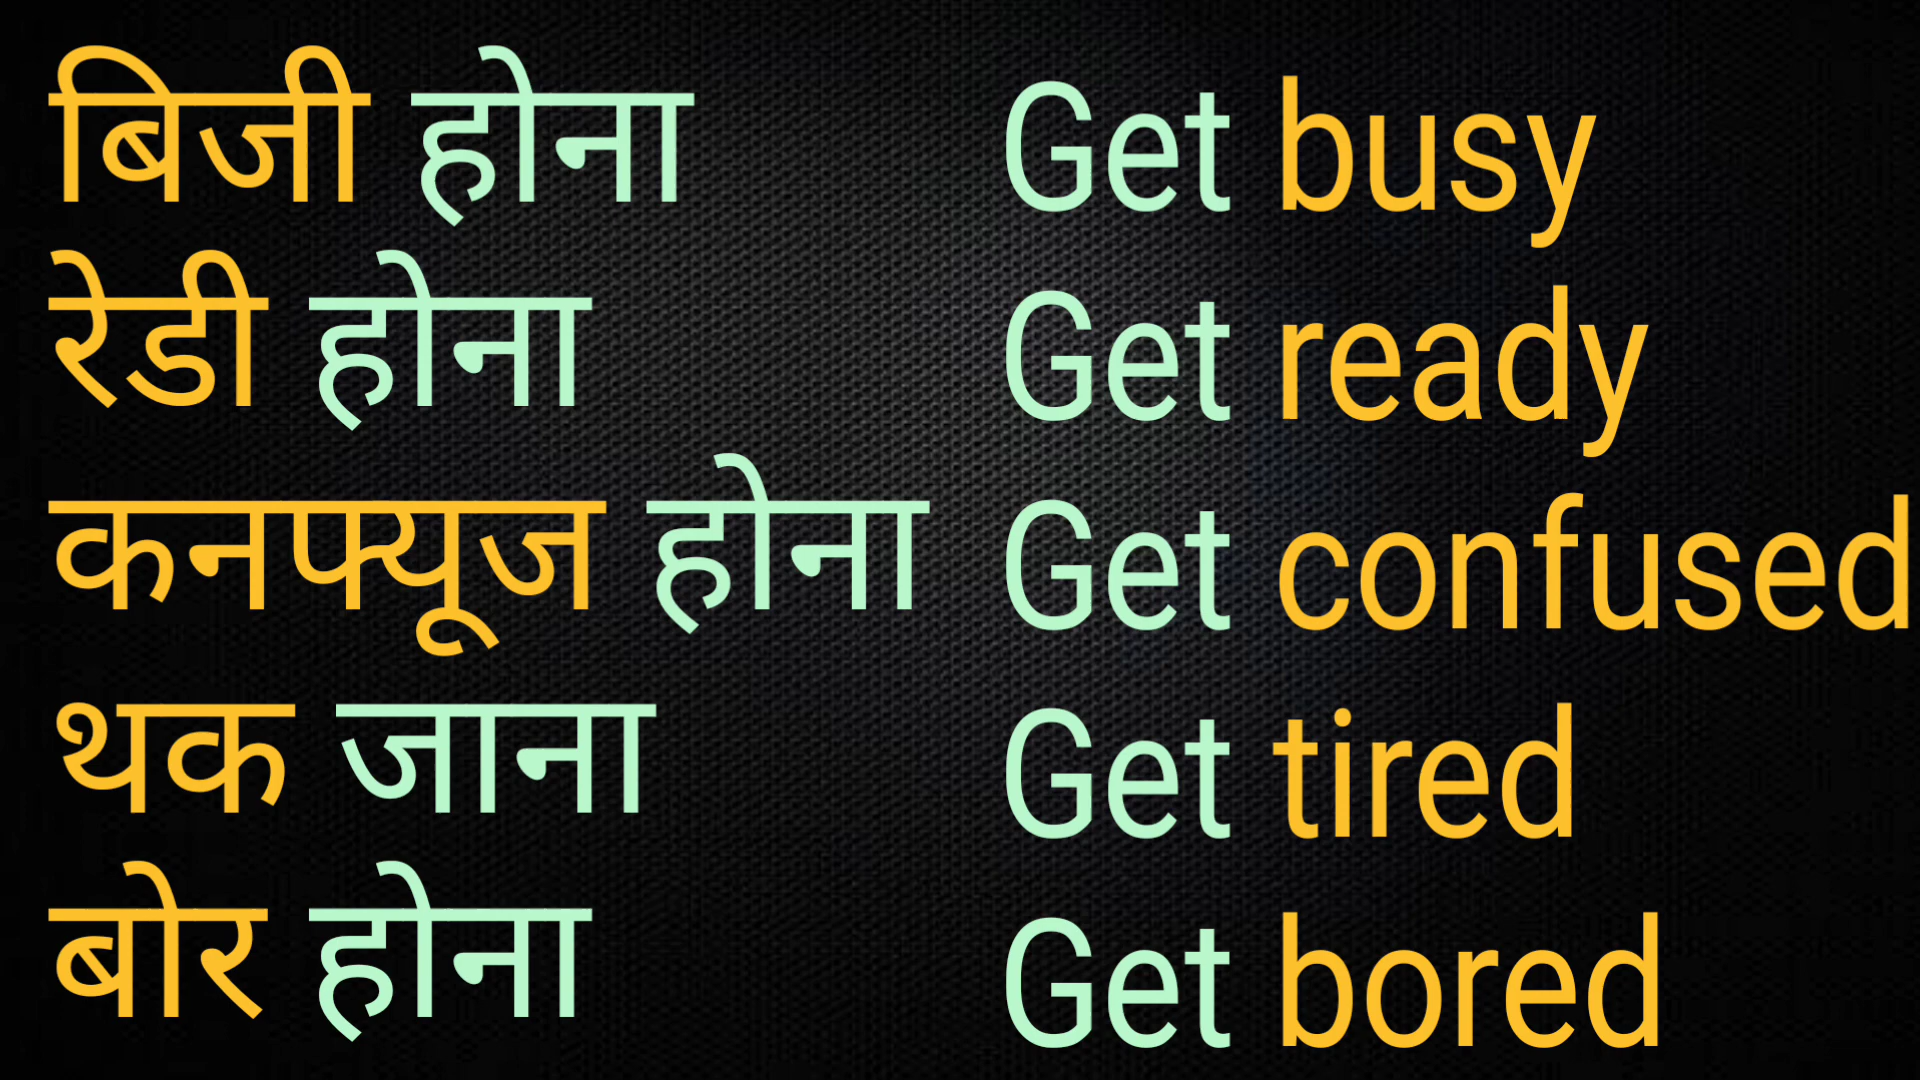 बिजी होना Get busy
रेडी होना Get ready
कनफ्यूज होना Get confused
थक जाना Get tired
बोर होना Get bored